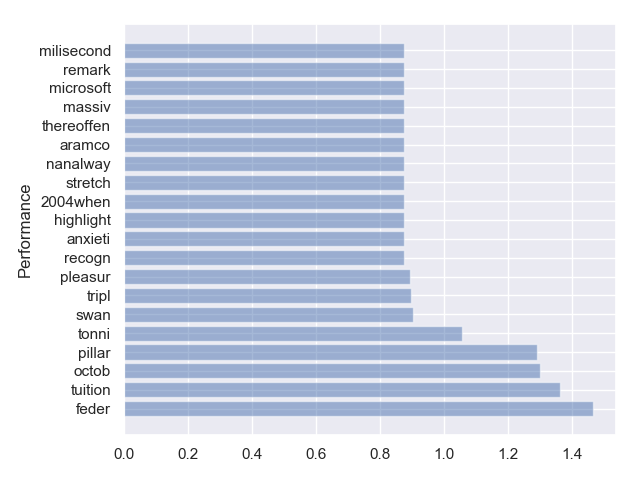 milisecond
remark
microsoft
massiv
thereoffen
aramco
nanalway
stretch
2004when
highlight
anxieti
recogn
pleasur
tripl
swan
tonni
pillar
octob
tuition
feder
Performance
0.0 0.2 0.4 0.6 0.8 1.0 1.2 1.4